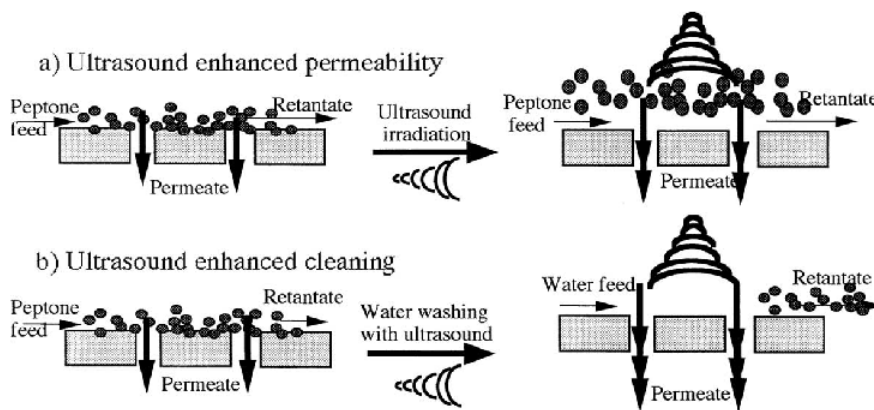 a) Ultrasound enhanced permeability
Peptone
feed
Retantate
Permeate
Ultrasound
irradiation
Peptone
feed
Retantate
Permeate
b) Ultrasound enhanced cleaning
Peptone
feed
Retantate
Permeate
Water washing
with ultrasound
Water feed
Retantate
Permeate